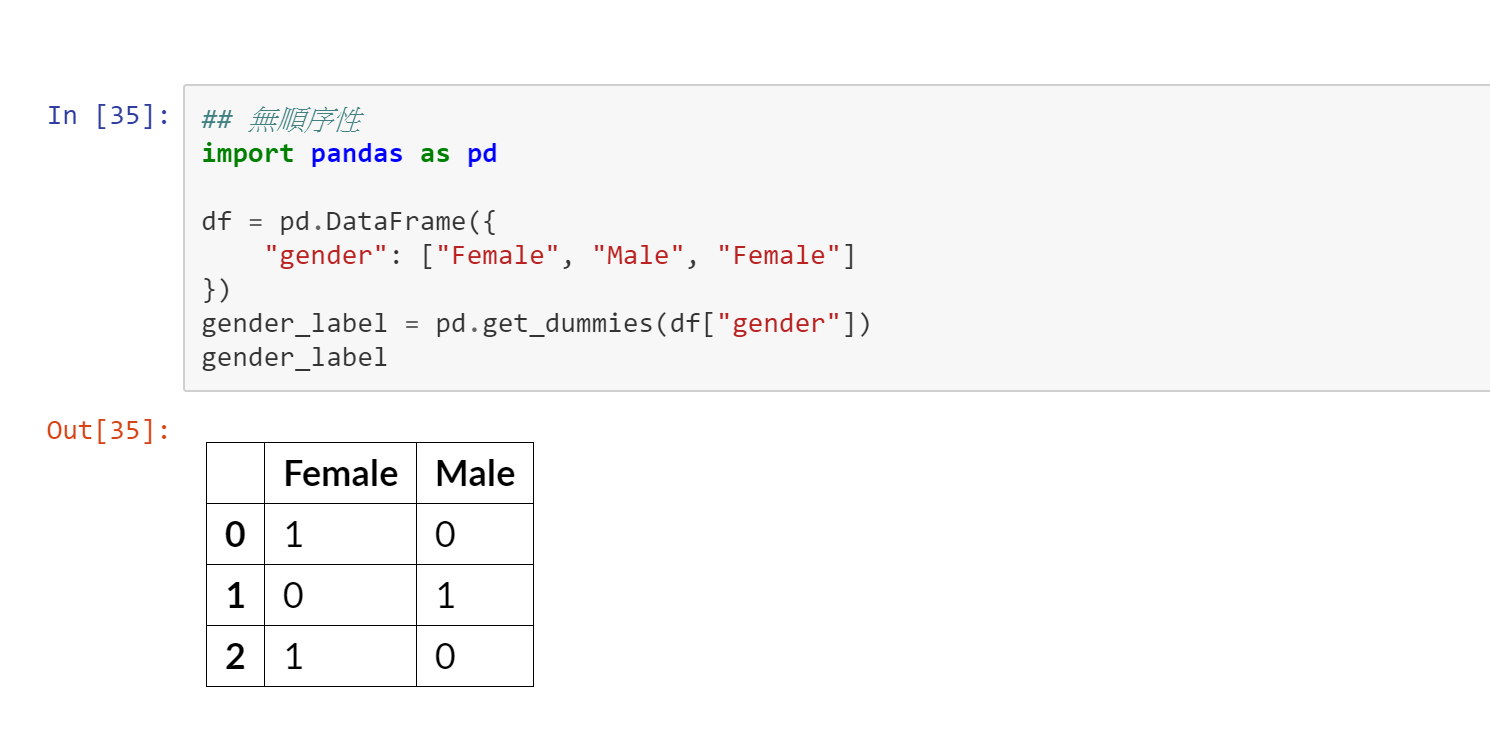 In [35]:
## 無順序性
import pandas as pd
df = pd.DataFrame({
    "gender": ["Female", "Male", "Female"]
})
gender_label = pd.get_dummies(df["gender"])
gender_label
Out[35]:
Female Male
0 1 0
1 0 1
2 1 0